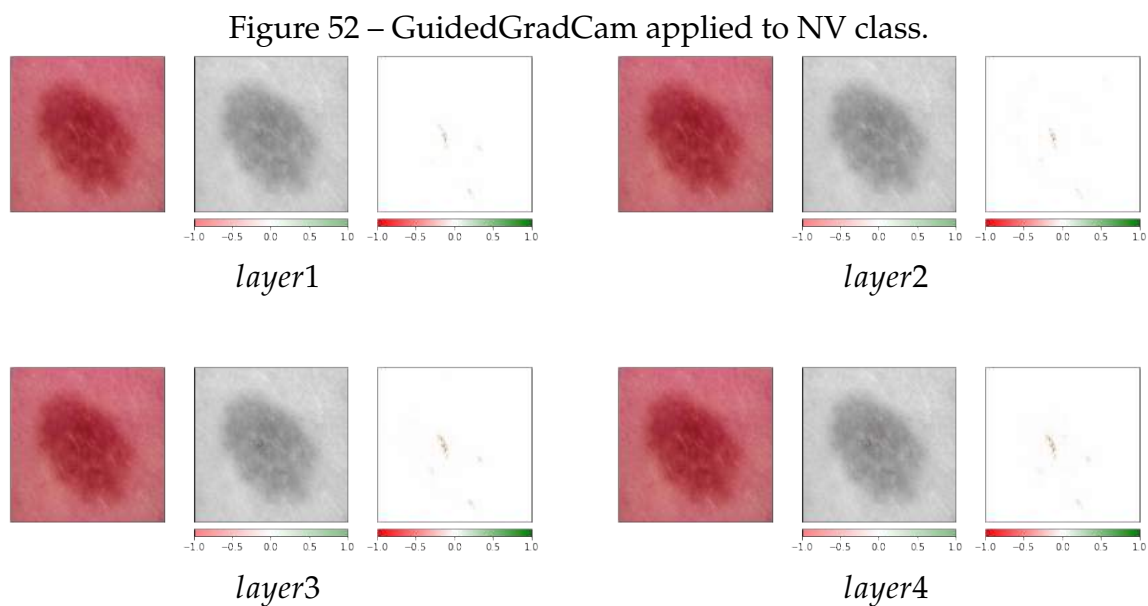 Figure 52 – GuidedGradCam applied to NV class.
−1.0 −0.5 0.0 0.5 1.0 −1.0 −0.5 0.0 0.5 1.0 −1.0 −0.5 0.0 0.5 1.0 −1.0 −0.5 0.0 0.5 1.0
layer1 layer2
−1.0 −0.5 0.0 0.5 1.0 −1.0 −0.5 0.0 0.5 1.0 −1.0 −0.5 0.0 0.5 1.0 −1.0 −0.5 0.0 0.5 1.0
layer3 layer4